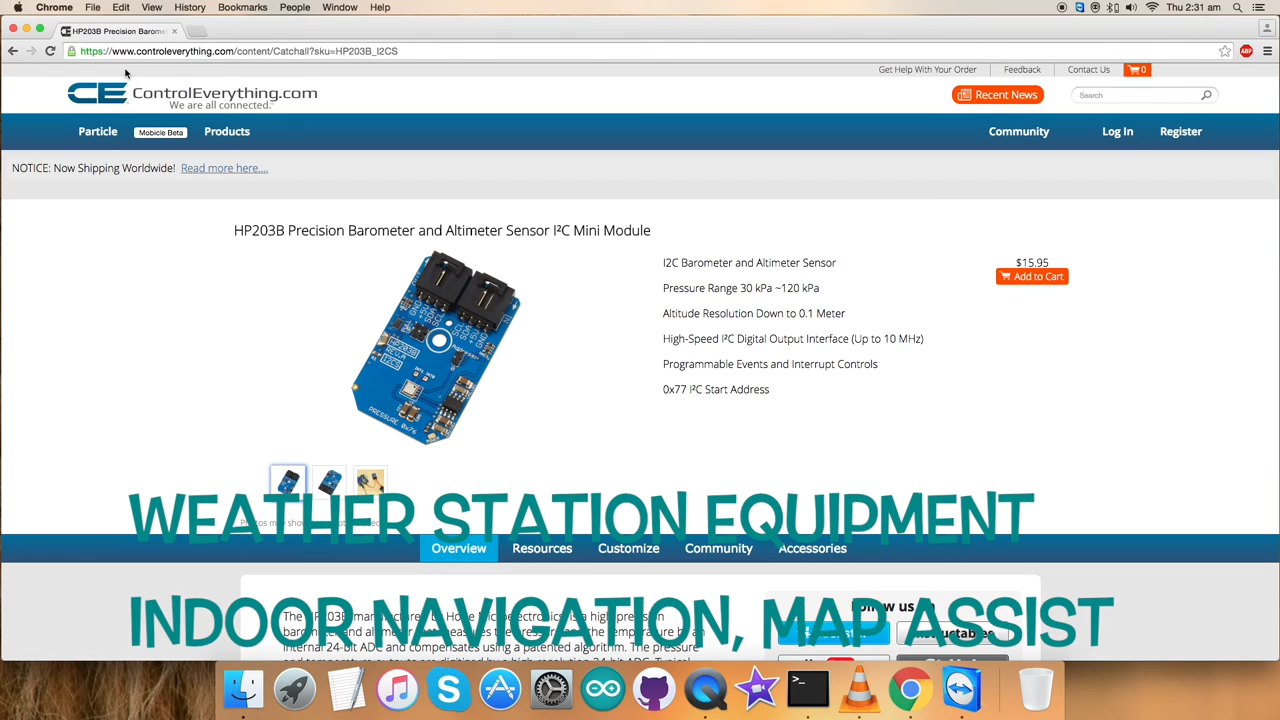 Chrome File Edit View History Bookmarks People Window Help Thu 2:31 am
HP203B Precision Barome
https://www.controleverything.com/content/Catchall?sku=HP203B_I2CS
Get Help With Your Order Feedback Contact Us 0
CE ControlEverything.com
We are all connected.
Recent News
Search
Particle Mobicle Beta Products Community Log In Register
NOTICE: Now Shipping Worldwide! Read more here....
HP203B Precision Barometer and Altimeter Sensor I²C Mini Module
I2C Barometer and Altimeter Sensor
$15.95
Add to Cart
Pressure Range 30 kPa ~120 kPa
Altitude Resolution Down to 0.1 Meter
High-Speed I²C Digital Output Interface (Up to 10 MHz)
Programmable Events and Interrupt Controls
0x77 I²C Start Address
HP203B
REV.A
I2CS
PRESSURE 0x76
WEATHER STATION EQUIPMENT
Overview Resources Customize Community Accessories
INDOOR NAVIGATION, MAP ASSIST